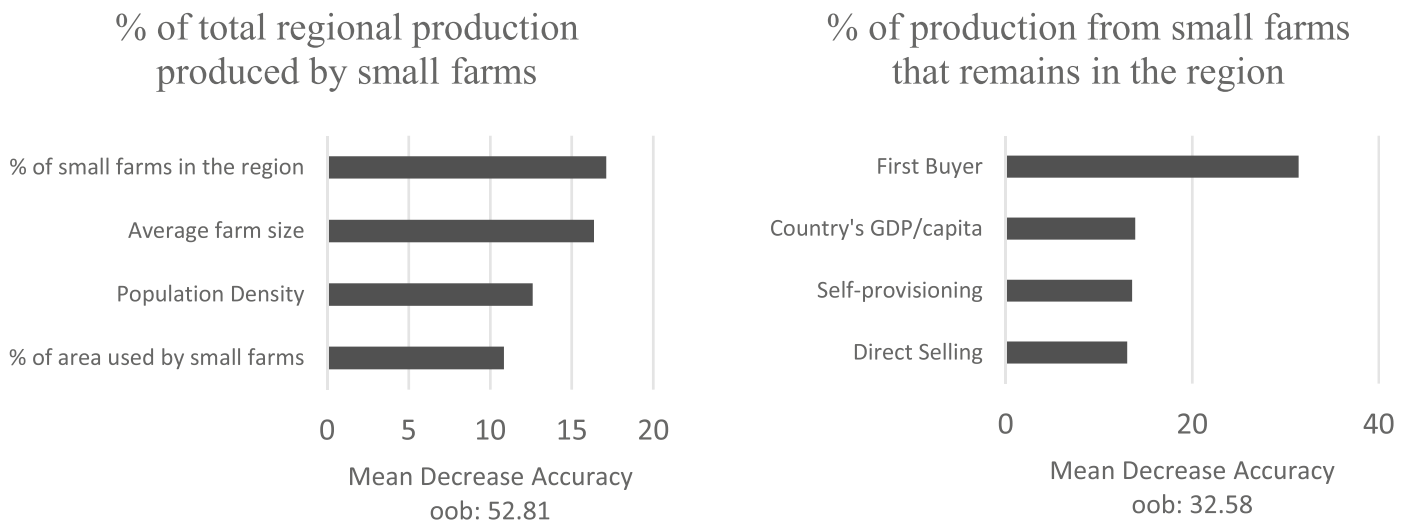 % of total regional production
produced by small farms
% of small farms in the region
Average farm size
Population Density
% of area used by small farms
0 5 10 15 20
Mean Decrease Accuracy
oob: 52.81
% of production from small farms
that remains in the region
First Buyer
Country's GDP/capita
Self-provisioning
Direct Selling
0 20 40
Mean Decrease Accuracy
oob: 32.58